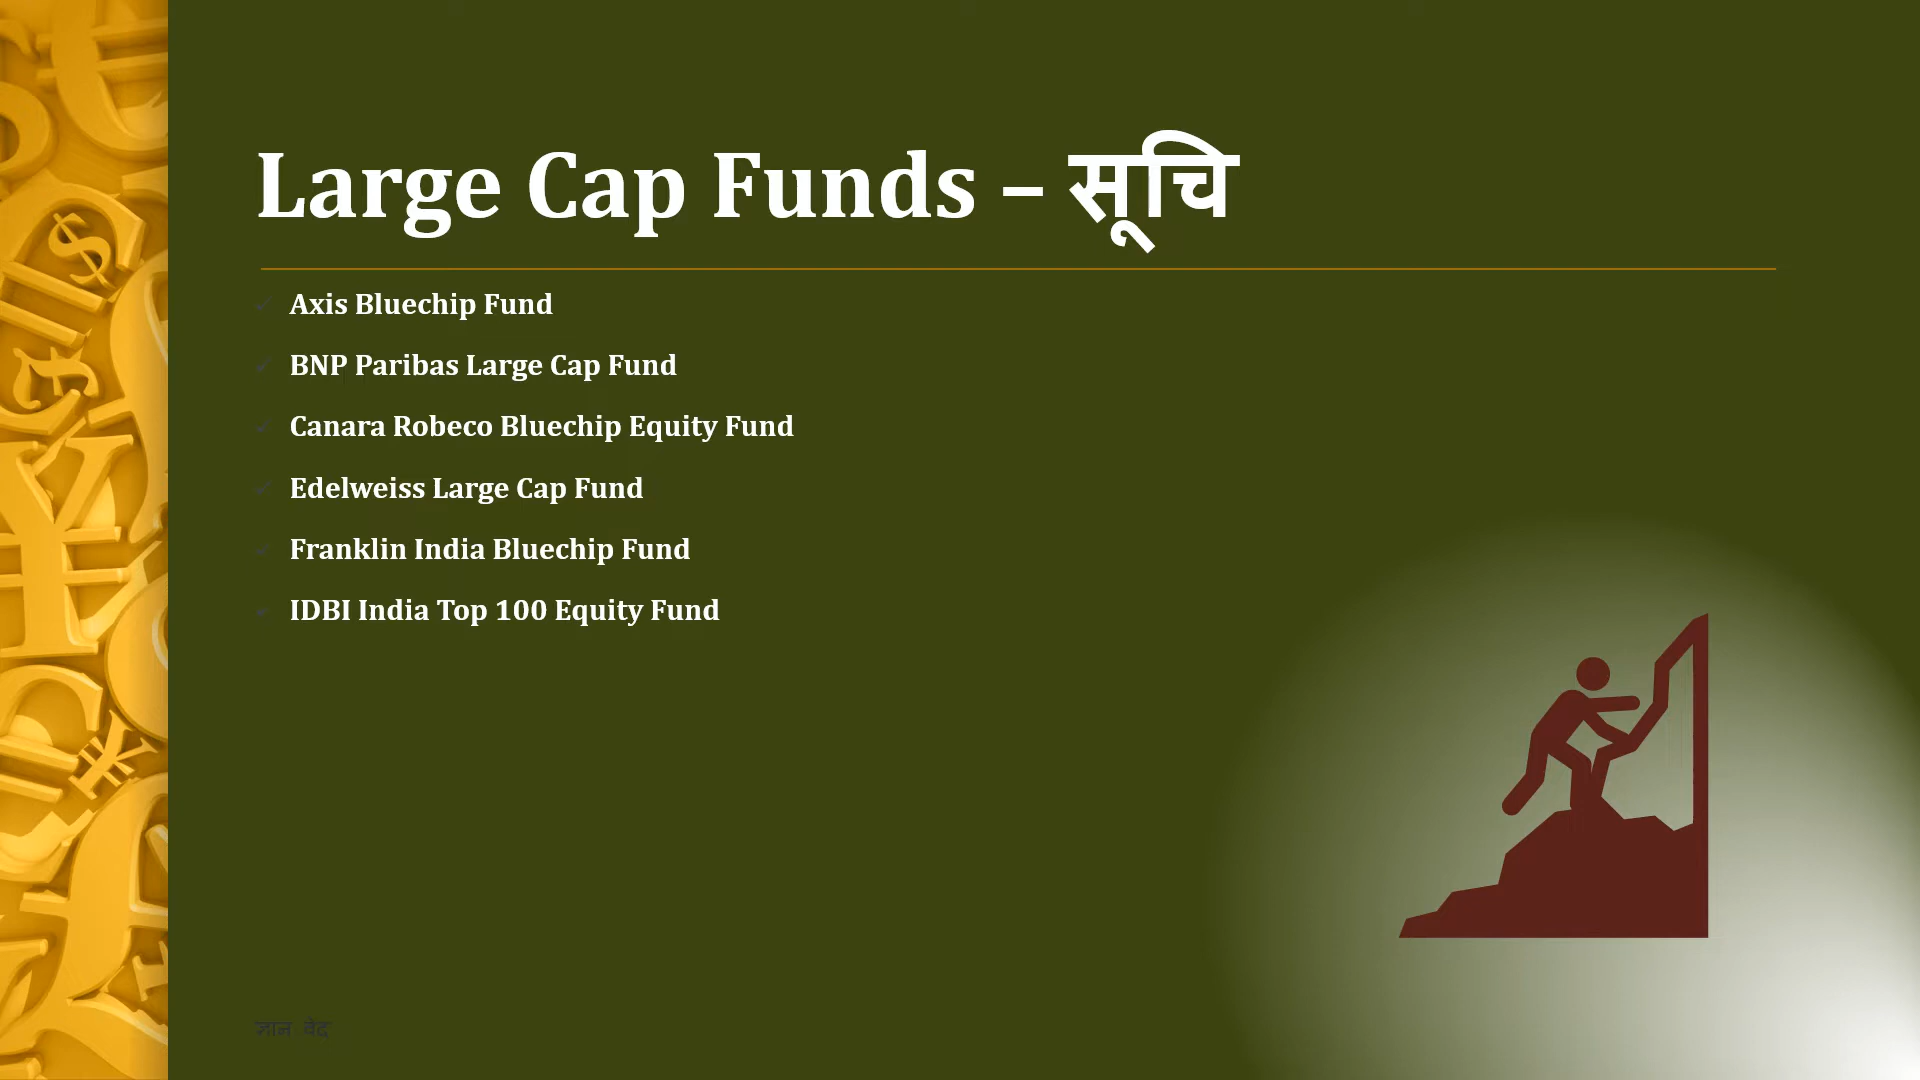 Large Cap Funds – सूचि
Axis Bluechip Fund
BNP Paribas Large Cap Fund
Canara Robeco Bluechip Equity Fund
Edelweiss Large Cap Fund
Franklin India Bluechip Fund
IDBI India Top 100 Equity Fund
ज्ञान वेद